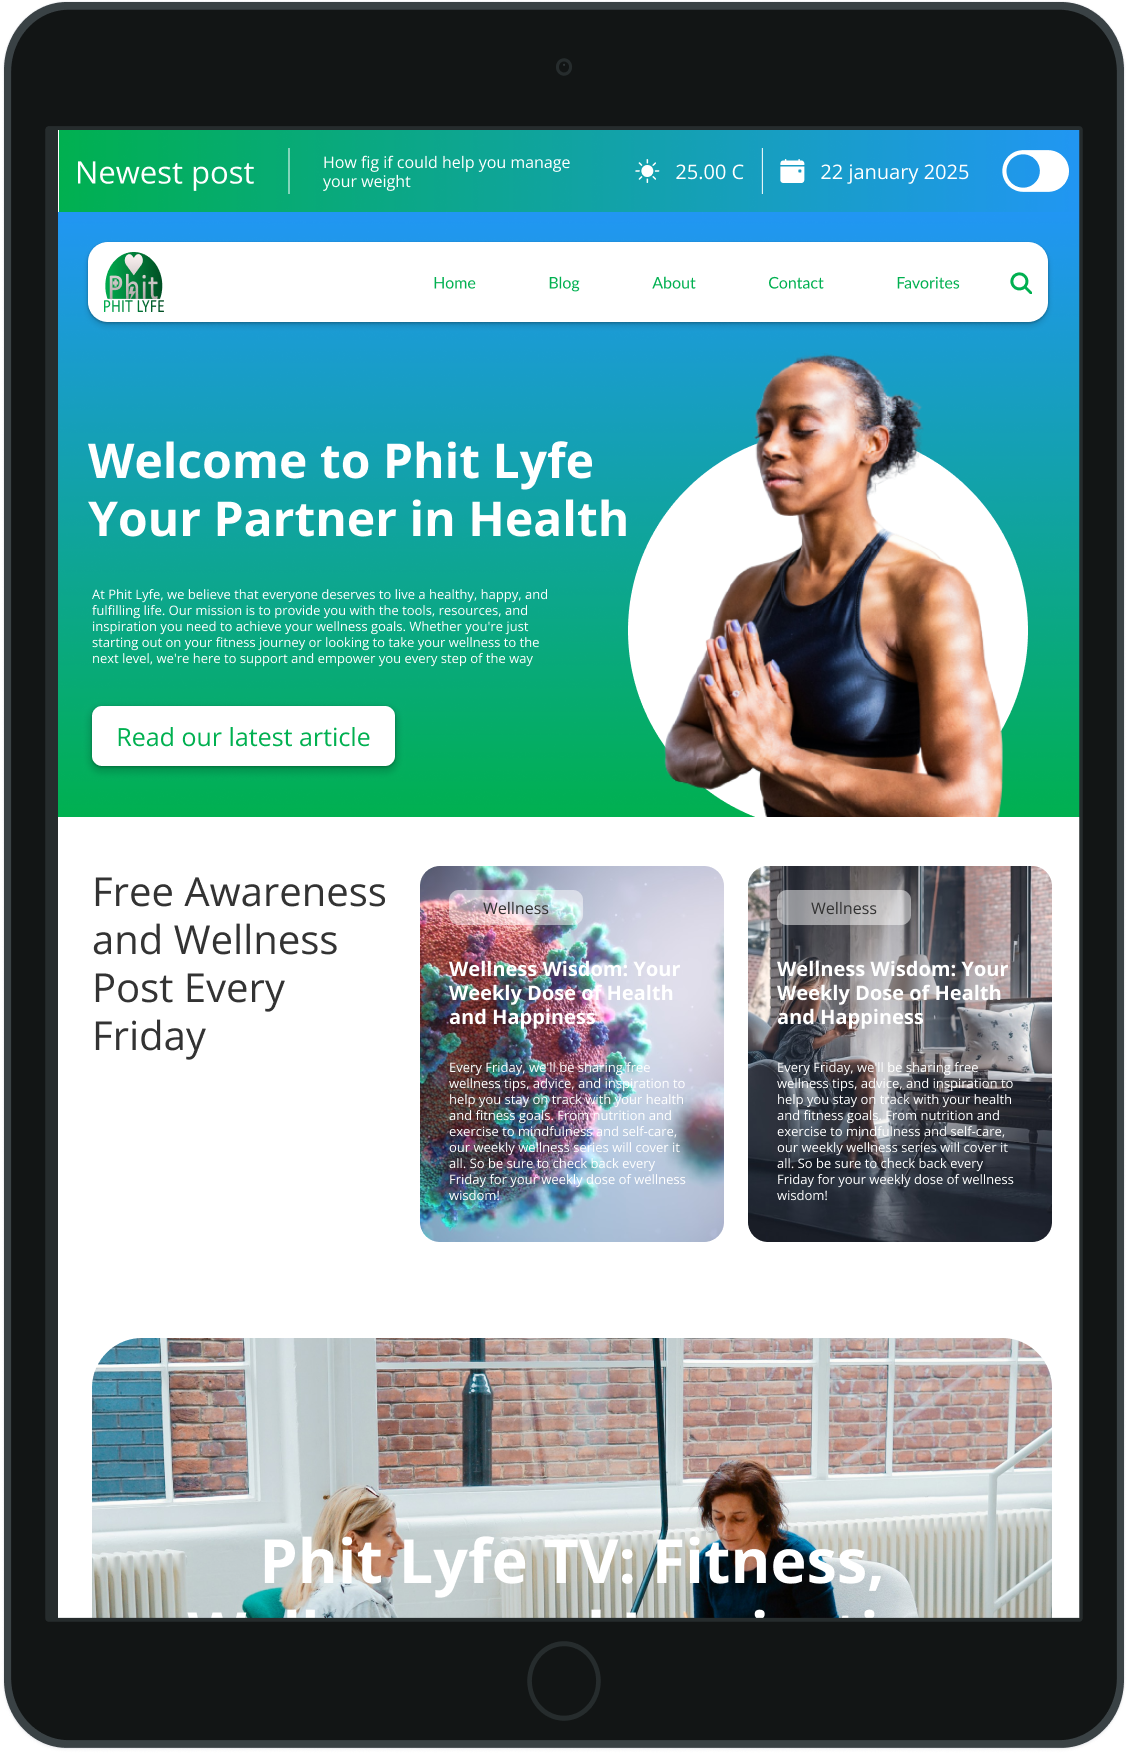 Newest post
How fig if could help you manage
your weight
25.00 C
22 january 2025
Phit
PHIT LYFE
Home
Blog
About
Contact
Favorites
Welcome to Phit Lyfe
Your Partner in Health
At Phit Lyfe, we believe that everyone deserves to live a healthy, happy, and
fulfilling life. Our mission is to provide you with the tools, resources, and
inspiration you need to achieve your wellness goals. Whether you're just
starting out on your fitness journey or looking to take your wellness to the
next level, we're here to support and empower you every step of the way
Read our latest article
Free Awareness
and Wellness
Post Every
Friday
Wellness
Wellness Wisdom: Your
Weekly Dose of Health
and Happiness
Every Friday, we'll be sharing free
wellness tips, advice, and inspiration to
help you stay on track with your health
and fitness goals. From nutrition and
exercise to mindfulness and self-care,
our weekly wellness series will cover it
all. So be sure to check back every
Friday for your weekly dose of wellness
wisdom!
Wellness
Wellness Wisdom: Your
Weekly Dose of Health
and Happiness
Every Friday, we'll be sharing free
wellness tips, advice, and inspiration to
help you stay on track with your health
and fitness goals. From nutrition and
exercise to mindfulness and self-care,
our weekly wellness series will cover it
all. So be sure to check back every
Friday for your weekly dose of wellness
wisdom!
Phit Lyfe TV: Fitness,